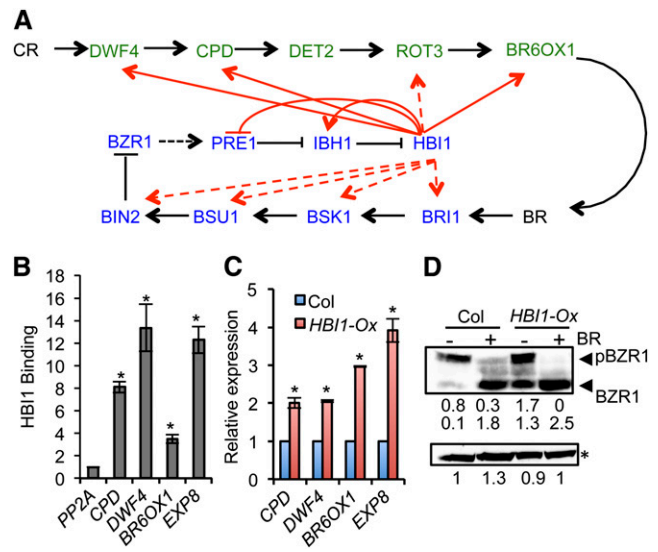 A
CR DWF4 CPD DET2 ROT3 BR6OX1
BZR1 PRE1 IBH1 HBI1
BIN2 BSU1 BSK1 BRI1 BR
B
HBI1 Binding
18
16
14
12
10
8
6
4
2
0
* * * *
PP2A CPD DWF4 BR6OX1 EXP8
C
Relative expression
5
4
3
2
1
0
Col
HBI1-Ox
* * * *
CPD DWF4 BR6OX1 EXP8
D
Col HBI1-Ox
- + - + BR
pBZR1
BZR1
0.8 0.3 1.7 0
0.1 1.8 1.3 2.5
*
1 1.3 0.9 1